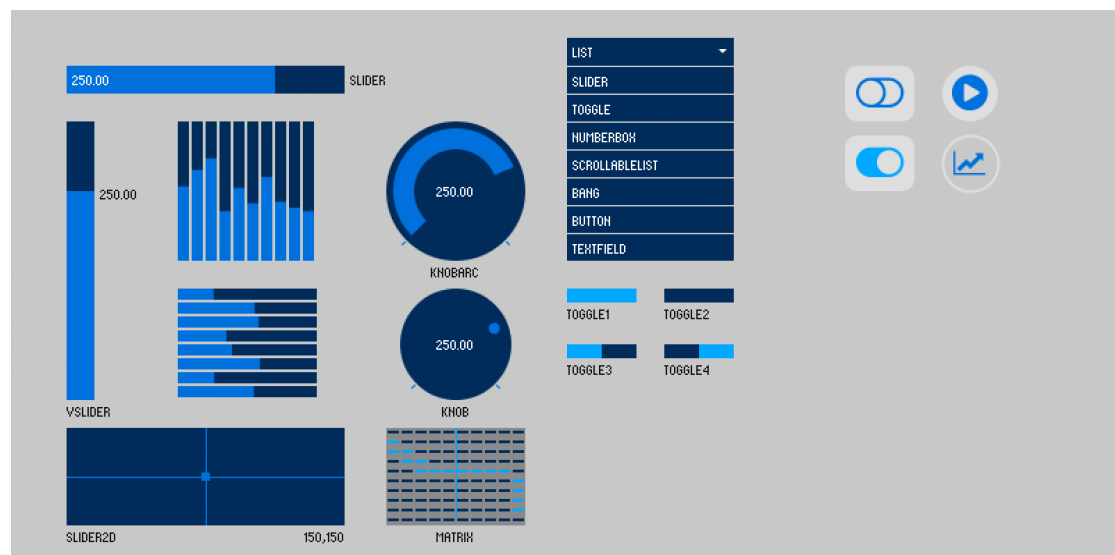 250.00
SLIDER
250.00
VSLIDER
SLIDER2D
150,150
250.00
KNOBARC
250.00
KNOB
MATRIX
LIST
SLIDER
TOGGLE
NUMBERBOX
SCROLLABLELIST
BANG
BUTTON
TEXTFIELD
TOGGLE1
TOGGLE2
TOGGLE3
TOGGLE4